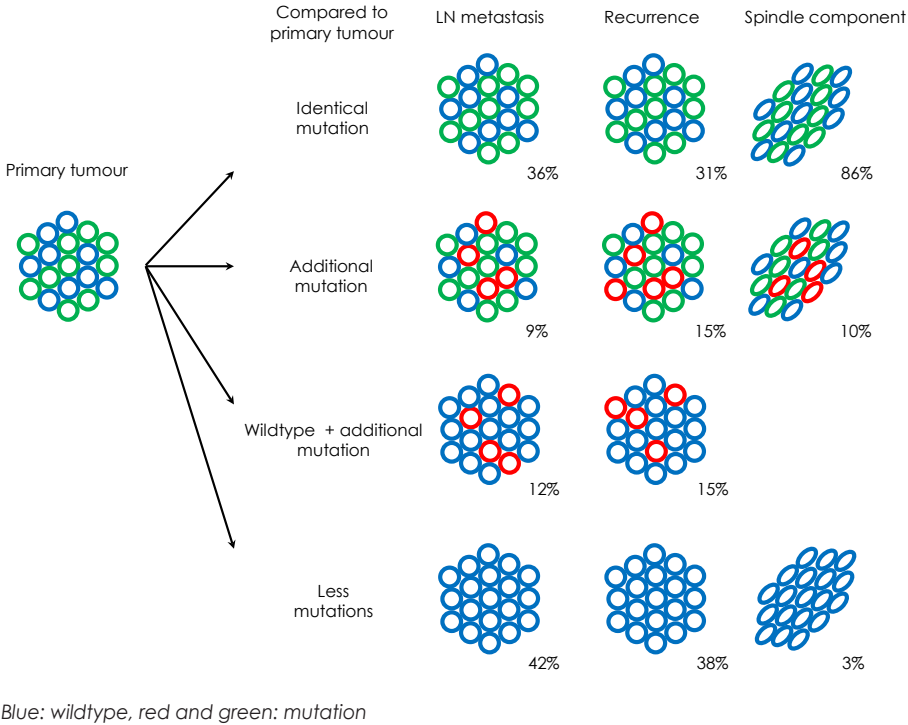 Compared to
primary tumour
LN metastasis
Recurrence
Spindle component
Identical
mutation
36%
31%
86%
Primary tumour
Additional
mutation
9%
15%
10%
Wildtype + additional
mutation
12%
15%
Less
mutations
42%
38%
3%
Blue: wildtype, red and green: mutation